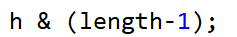 h & (length-1);